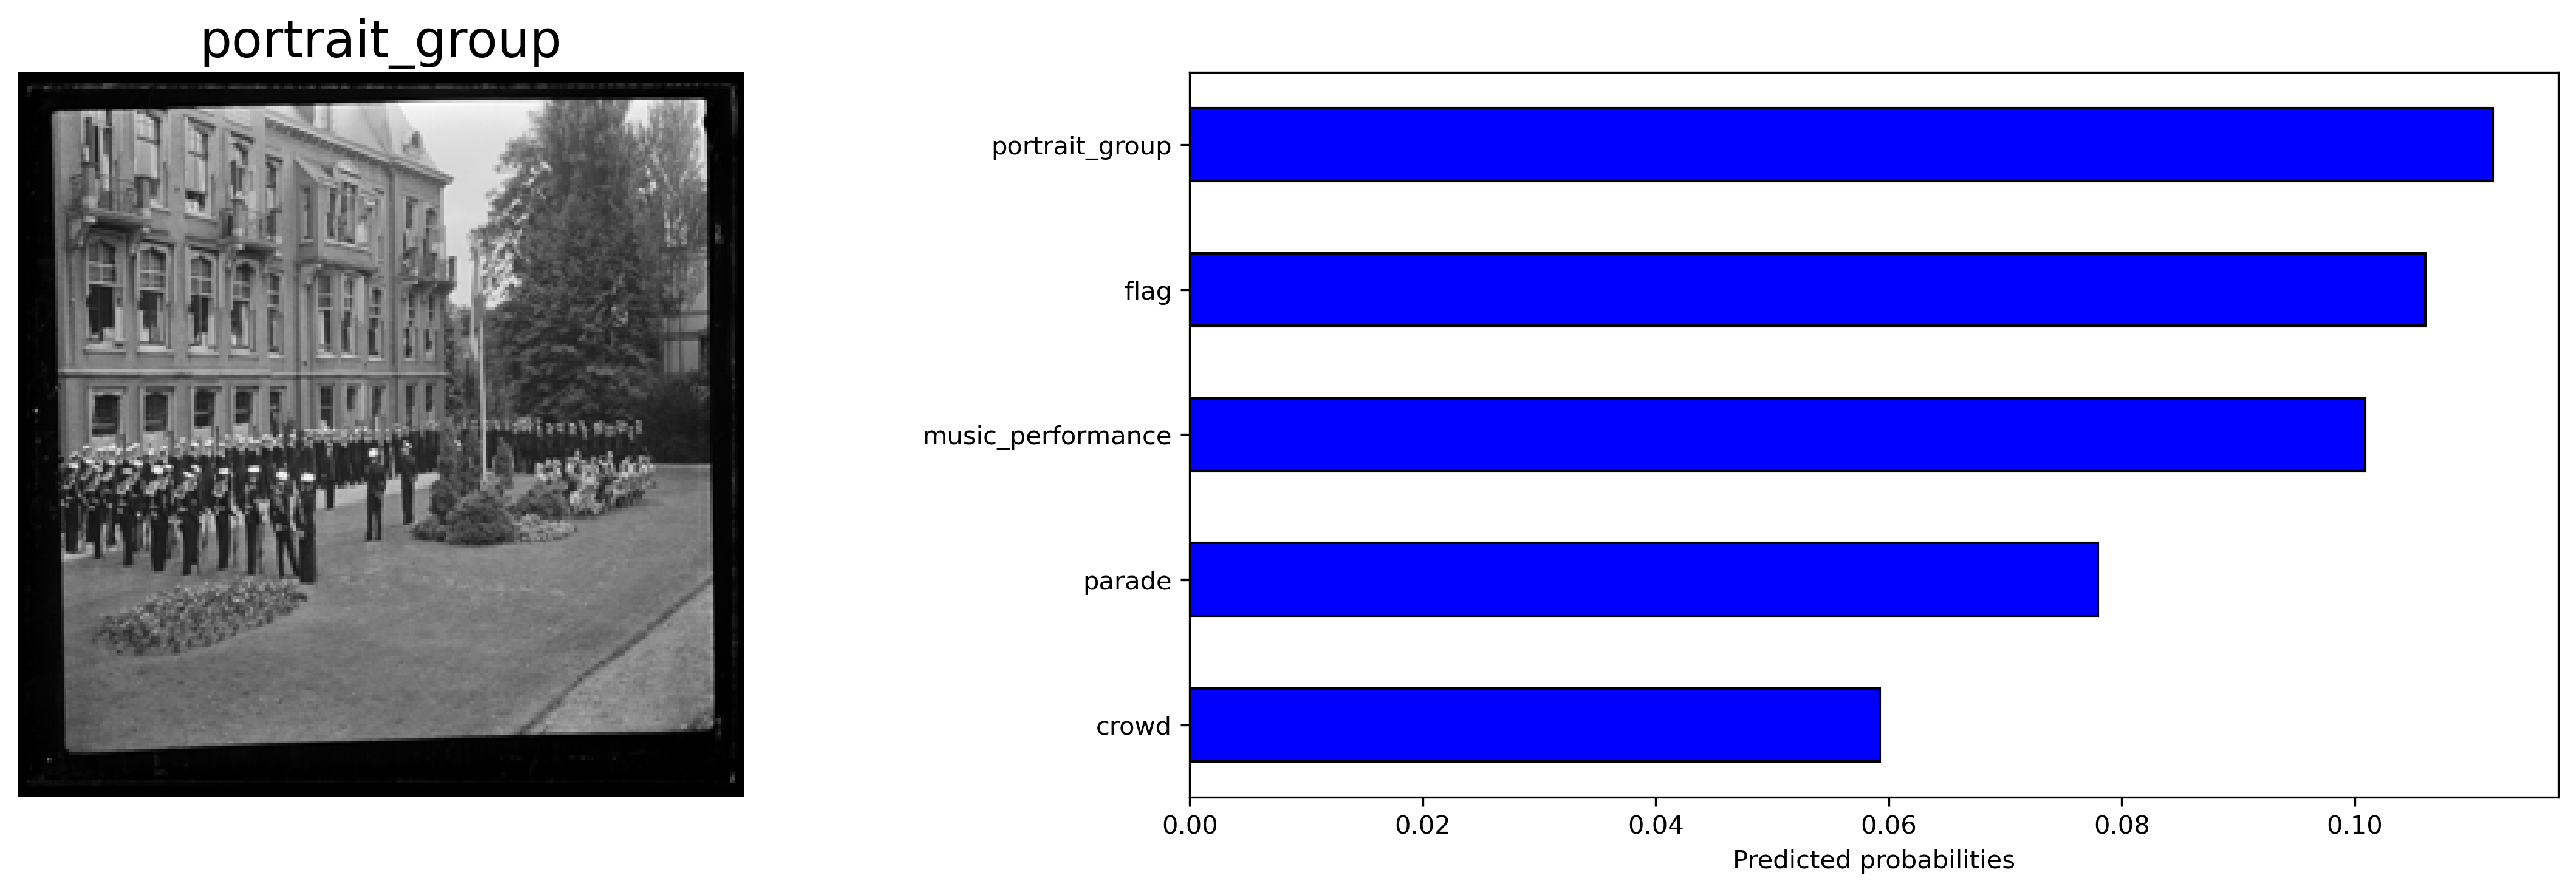 portrait_group
portrait_group
flag
music_performance
parade
crowd
0.00 0.02 0.04 0.06 0.08 0.10
Predicted probabilities